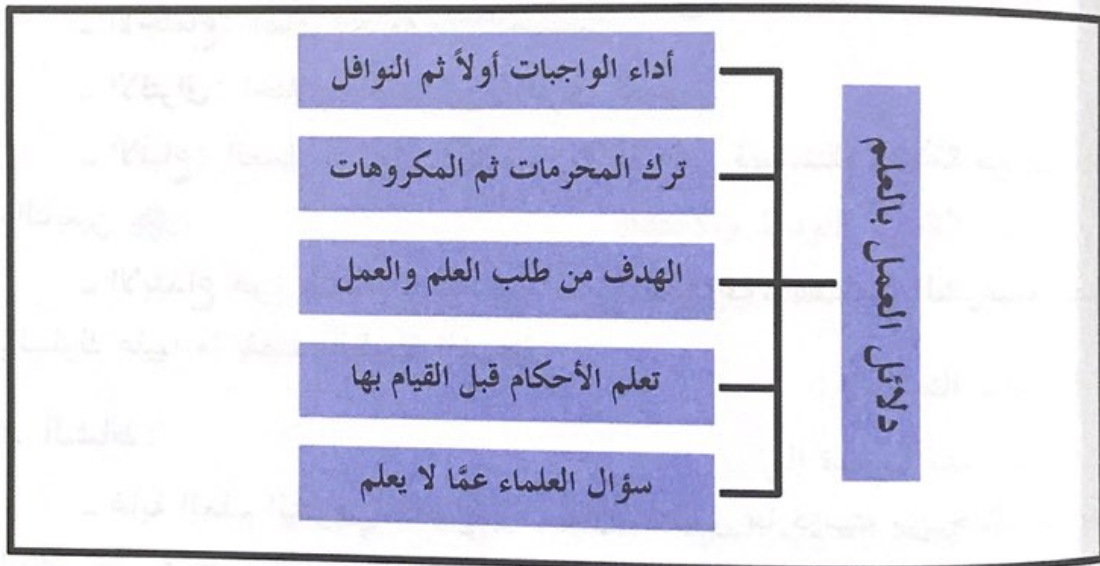 دلائل العمل بالعلم
أداء الواجبات أولاً ثم النوافل
ترك المحرمات ثم المكروهات
الهدف من طلب العلم والعمل
تعلم الأحكام قبل القيام بها
سؤال العلماء عمَّا لا يعلم